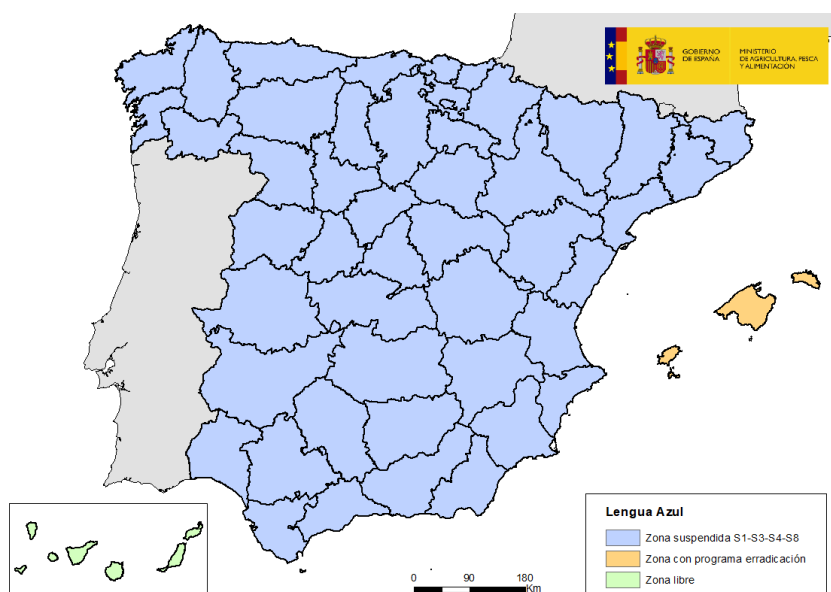 GOBIERNO
DE ESPAÑA
MINISTERIO
DE AGRICULTURA, PESCA
Y ALIMENTACIÓN
Lengua Azul
Zona suspendida S1-S3-S4-S8
Zona con programa erradicación
Zona libre
0 90 180
Km